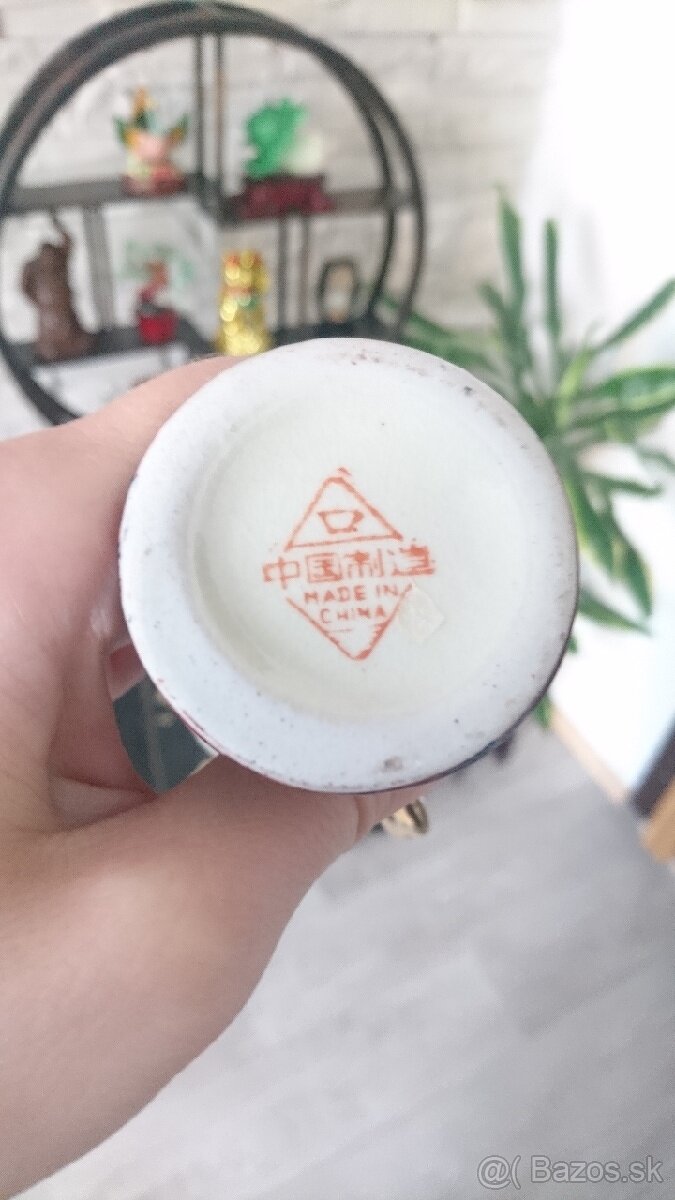 中国制造
MADE IN
CHINA
@( Bazos.sk